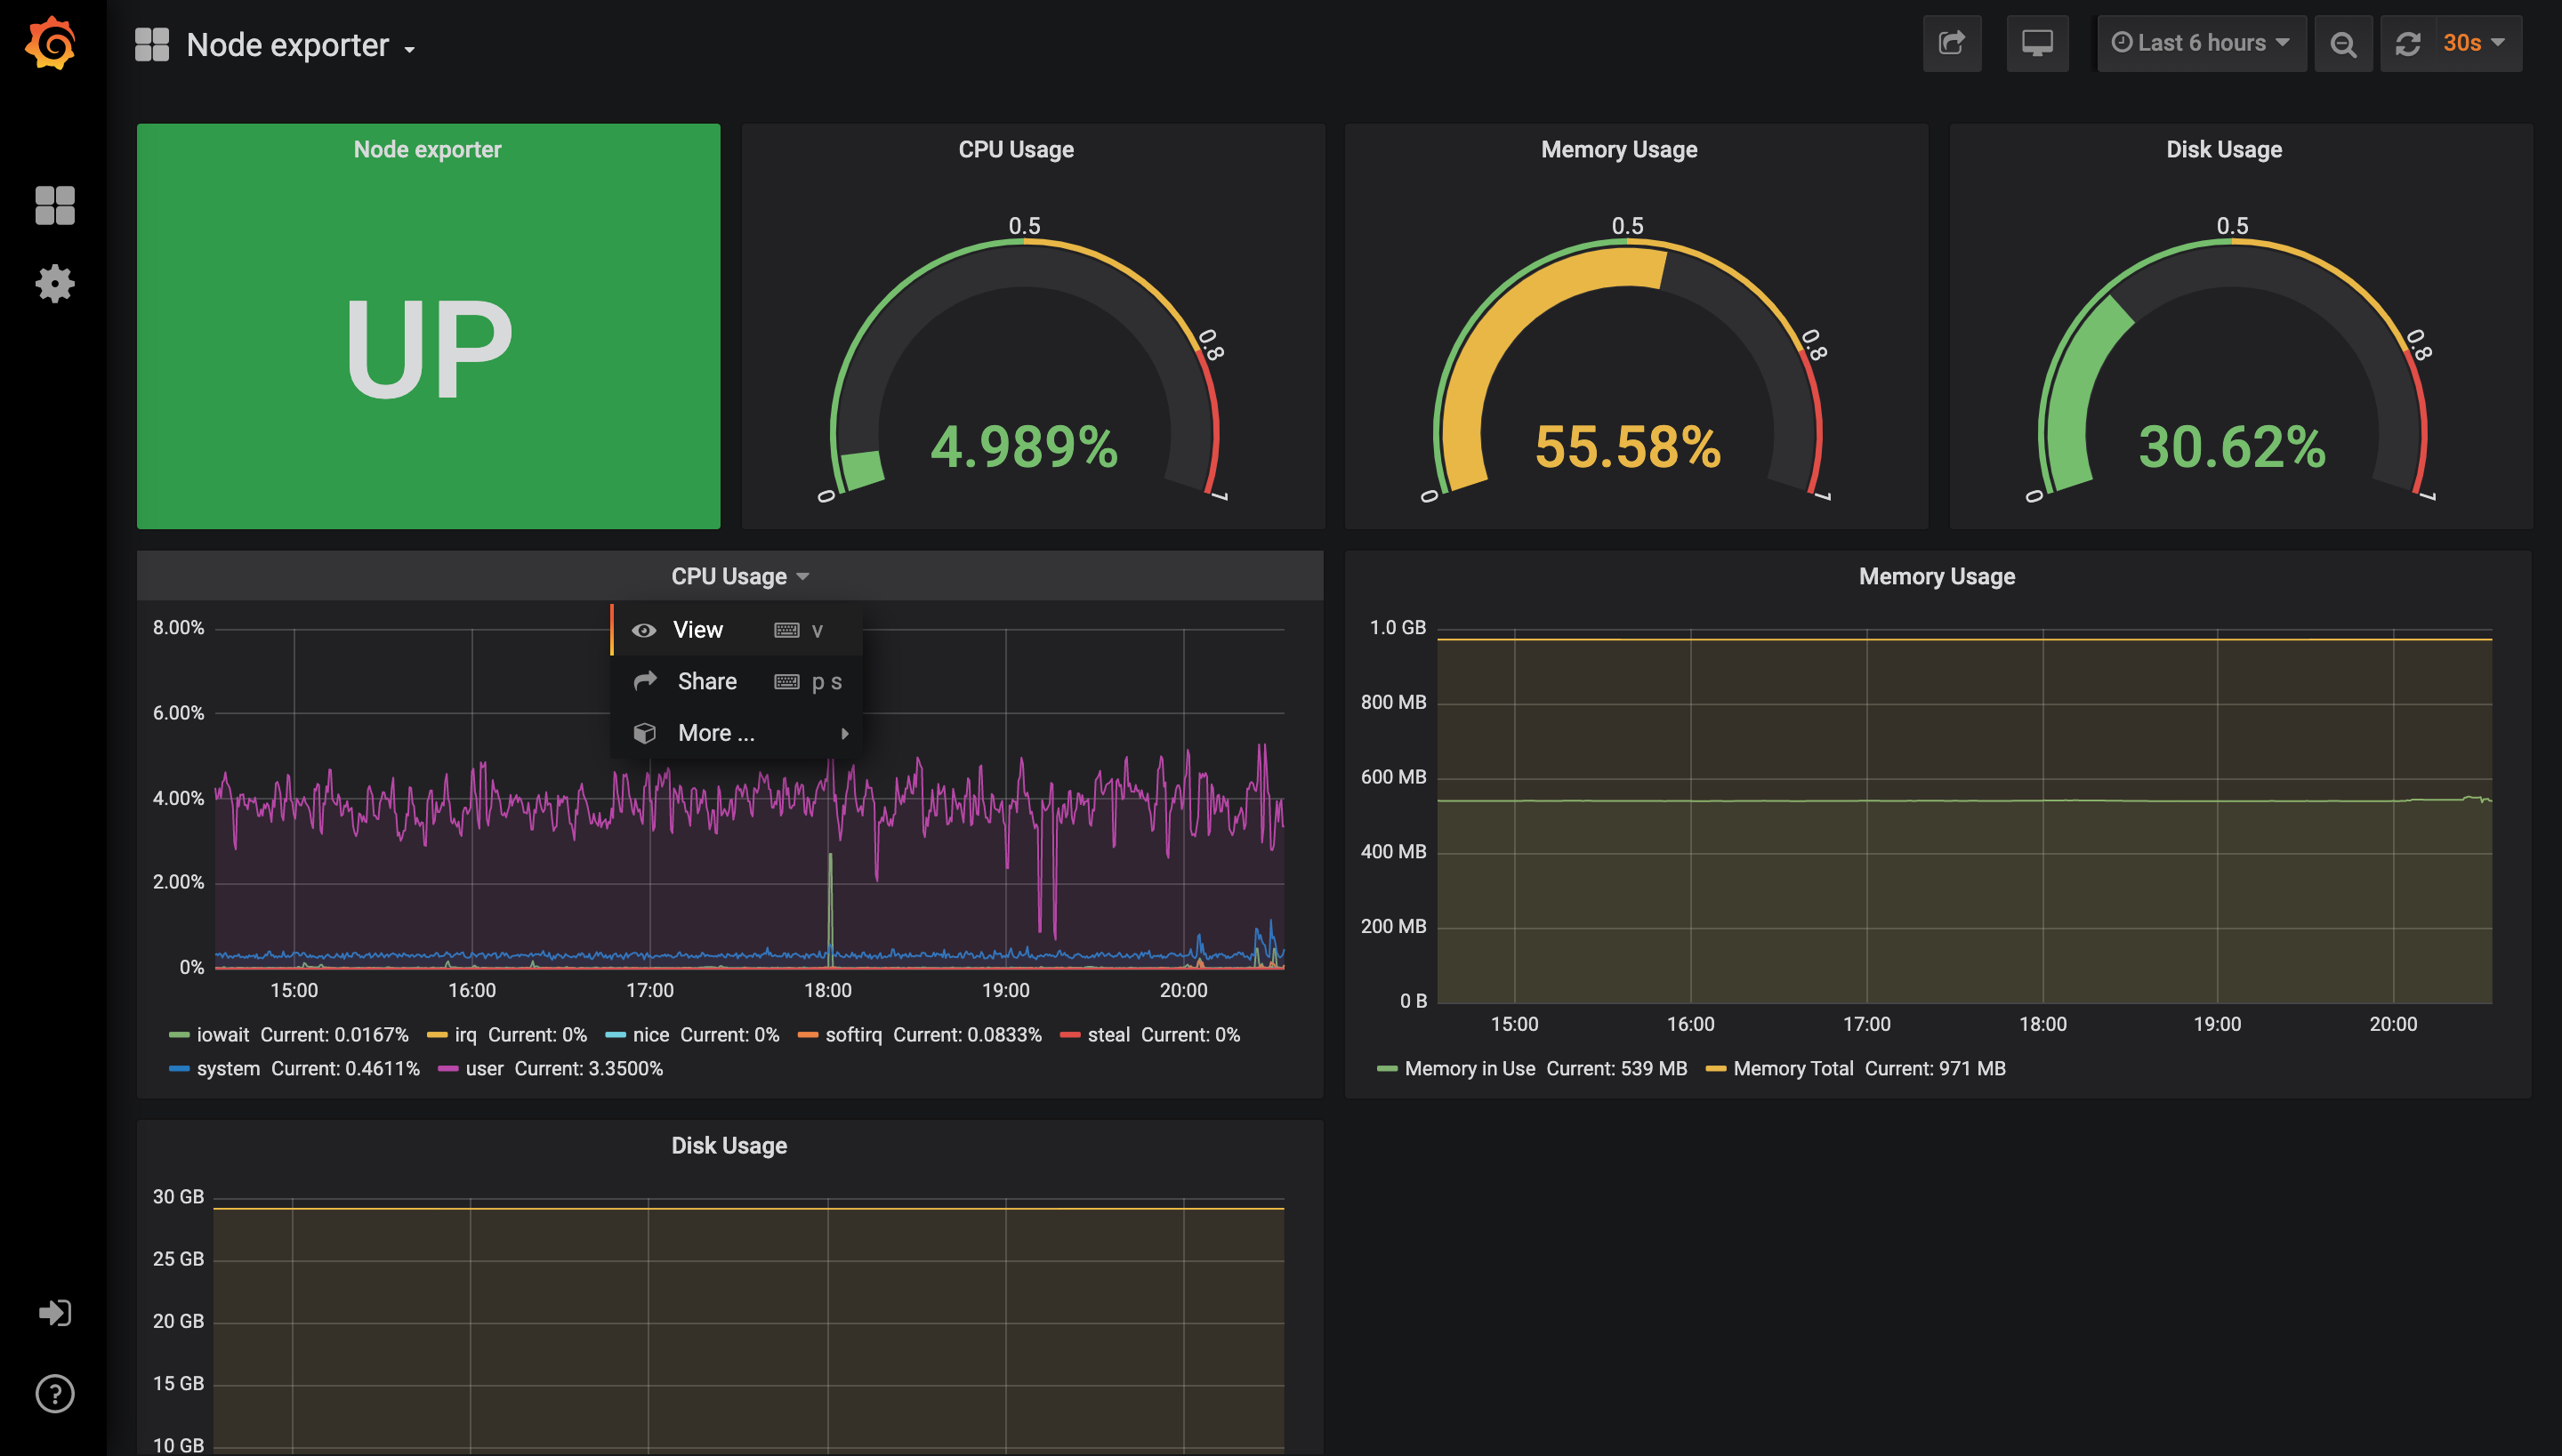 Node exporter
Last 6 hours
30s
Node exporter
UP
CPU Usage
0.5
0.8
0
1
4.989%
Memory Usage
0.5
0.8
0
1
55.58%
Disk Usage
0.5
0.8
0
1
30.62%
CPU Usage
View v
Share p s
More ...
8.00%
6.00%
4.00%
2.00%
0%
15:00 16:00 17:00 18:00 19:00 20:00
iowait Current: 0.0167% irq Current: 0% nice Current: 0% softirq Current: 0.0833% steal Current: 0%
system Current: 0.4611% user Current: 3.3500%
Memory Usage
1.0 GB
800 MB
600 MB
400 MB
200 MB
0 B
15:00 16:00 17:00 18:00 19:00 20:00
Memory in Use Current: 539 MB Memory Total Current: 971 MB
Disk Usage
30 GB
25 GB
20 GB
15 GB
10 GB
?